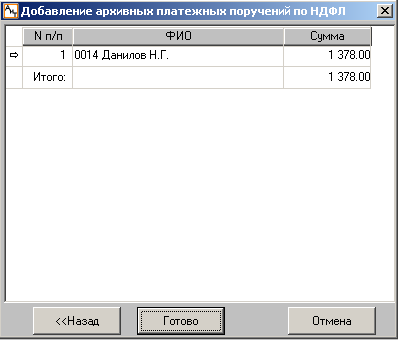 Добавление архивных платежных поручений по НДФЛ
N п/п ФИО Сумма
1 0014 Данилов Н.Г. 1 378.00
Итого: 1 378.00
<<Назад Готово Отмена